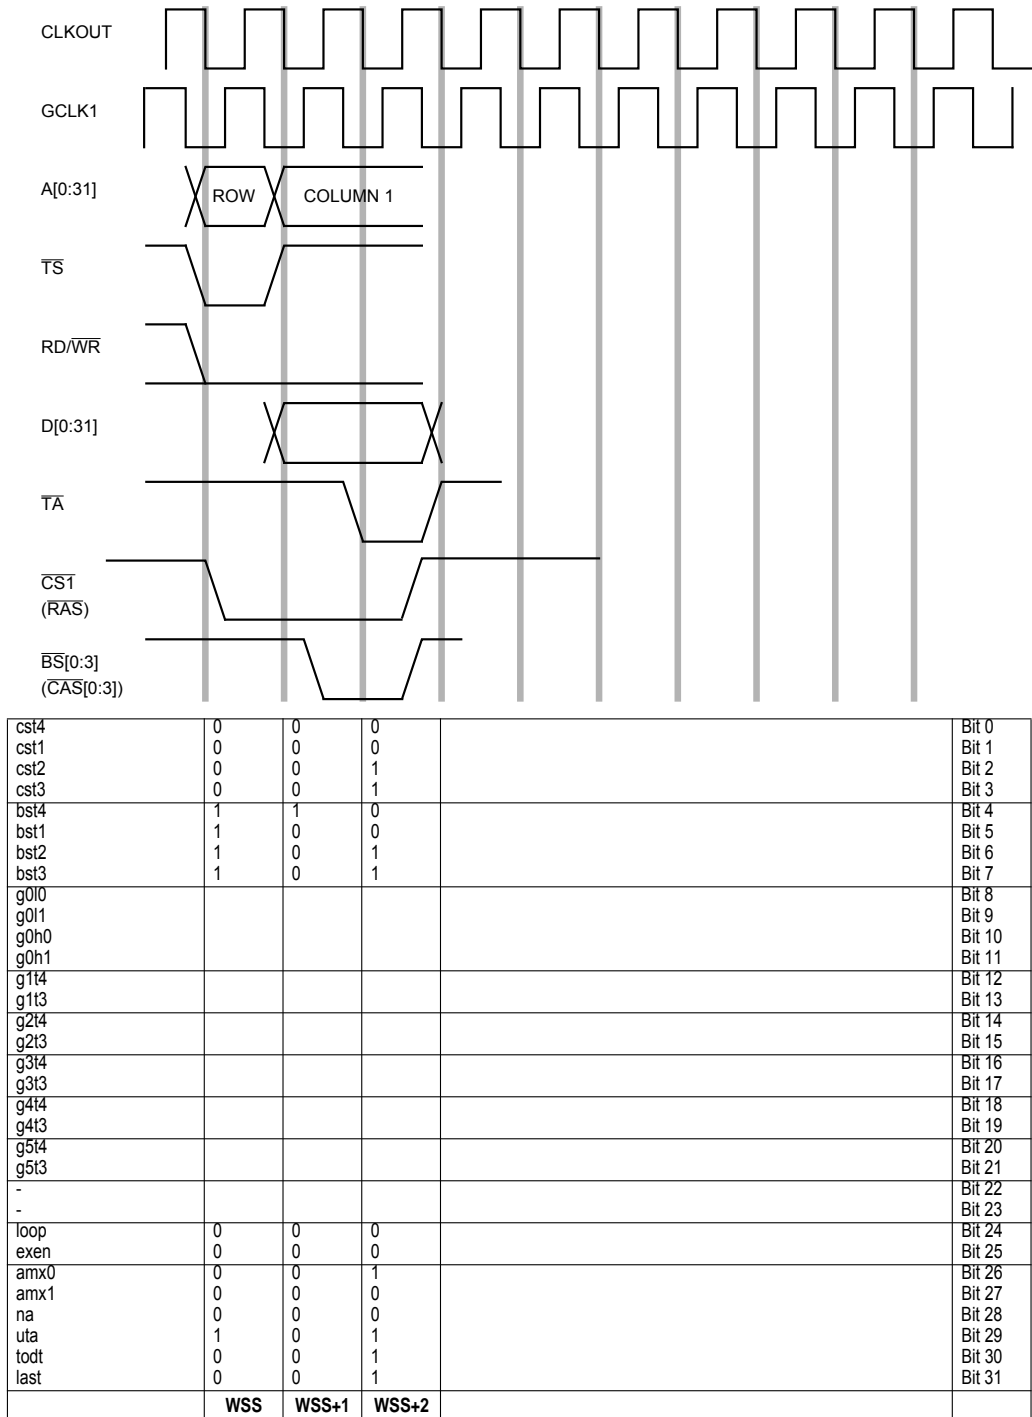 CLKOUT
GCLK1
A[0:31] ROW COLUMN 1
TS
RD/WR
D[0:31]
TA
CS1
(RAS)
BS[0:3]
(CAS[0:3])
cst4 0 0 0 Bit 0
cst1 0 0 0 Bit 1
cst2 0 0 1 Bit 2
cst3 0 0 1 Bit 3
bst4 1 1 0 Bit 4
bst1 1 0 0 Bit 5
bst2 1 0 1 Bit 6
bst3 1 0 1 Bit 7
g0l0 Bit 8
g0l1 Bit 9
g0h0 Bit 10
g0h1 Bit 11
g1t4 Bit 12
g1t3 Bit 13
g2t4 Bit 14
g2t3 Bit 15
g3t4 Bit 16
g3t3 Bit 17
g4t4 Bit 18
g4t3 Bit 19
g5t4 Bit 20
g5t3 Bit 21
- Bit 22
- Bit 23
loop 0 0 0 Bit 24
exen 0 0 0 Bit 25
amx0 0 0 1 Bit 26
amx1 0 0 0 Bit 27
na 0 0 0 Bit 28
uta 1 0 1 Bit 29
todt 0 0 1 Bit 30
last 0 0 1 Bit 31
WSS WSS+1 WSS+2